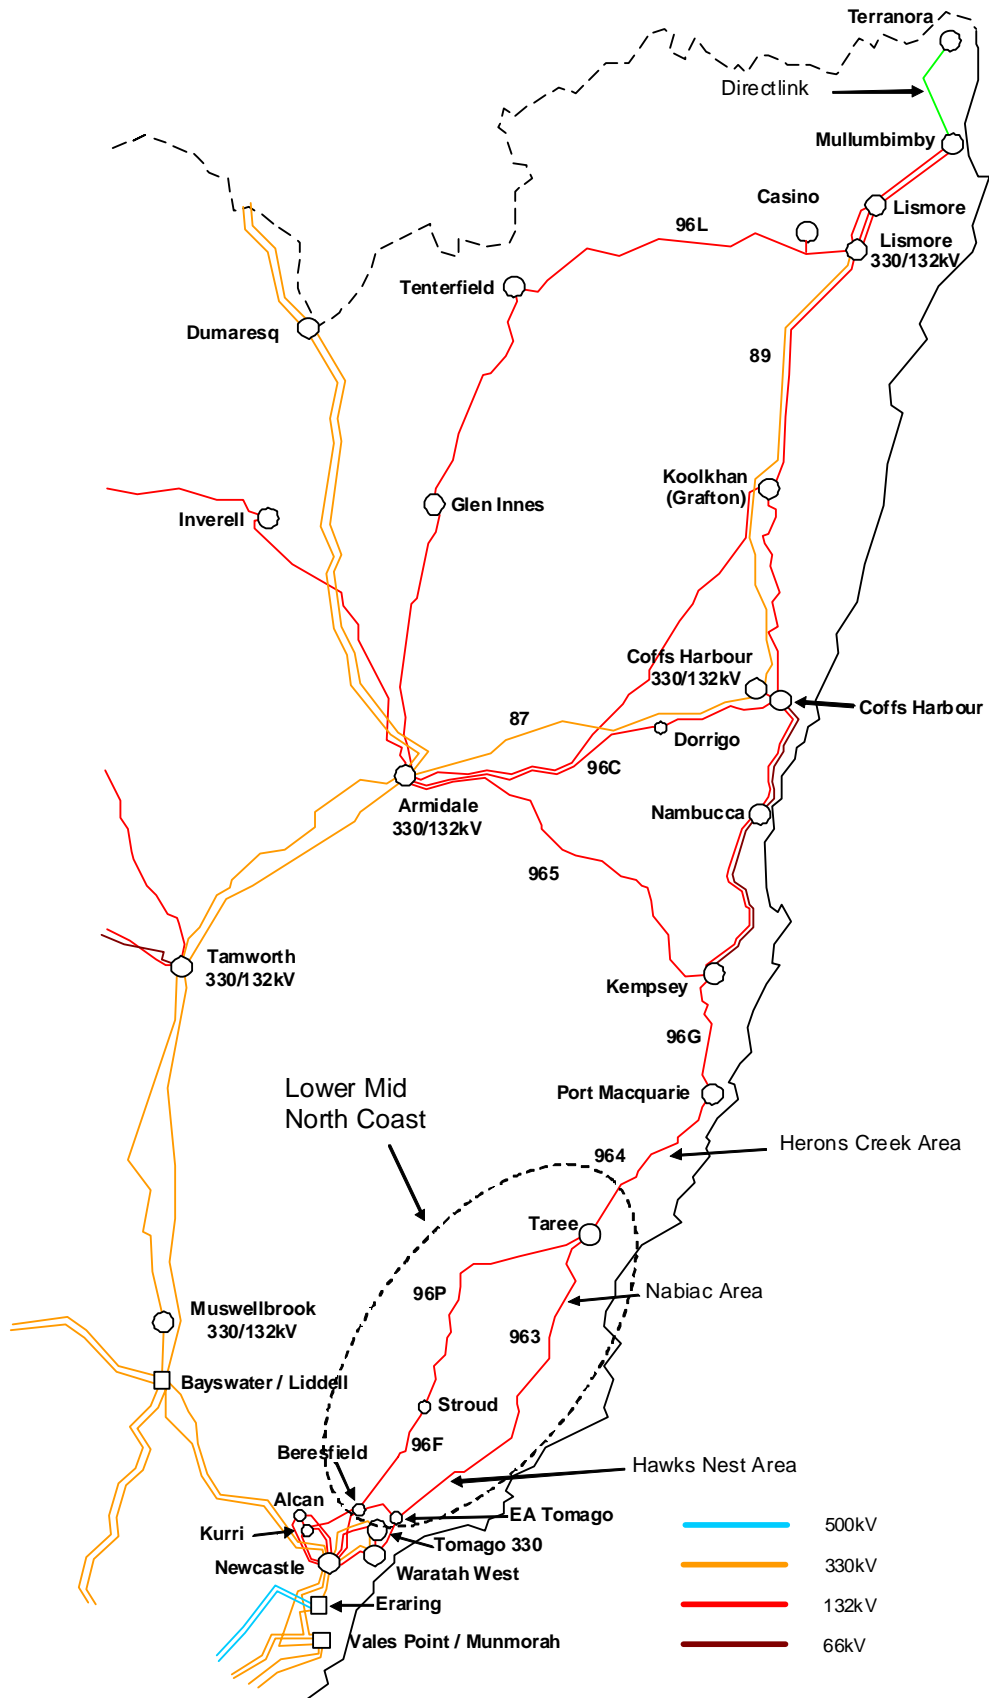 Terranora
Directlink
Mullumbimby
Casino
Lismore
96L
Lismore
330/132kV
Tenterfield
Dumaresq
89
Koolkhan
(Grafton)
Glen Innes
Inverell
Coffs Harbour
330/132kV
Coffs Harbour
87
Dorrigo
96C
Armidale
330/132kV
Nambucca
965
Tamworth
330/132kV
Kempsey
96G
Lower Mid
North Coast
Port Macquarie
Herons Creek Area
964
Taree
96P
Nabiac Area
Muswellbrook
330/132kV
963
Bayswater / Liddell
Stroud
96F
Beresfield
Hawks Nest Area
Alcan
EA Tomago
Kurri
Tomago 330
Newcastle
Waratah West
Eraring
Vales Point / Munmorah
500kV
330kV
132kV
66kV